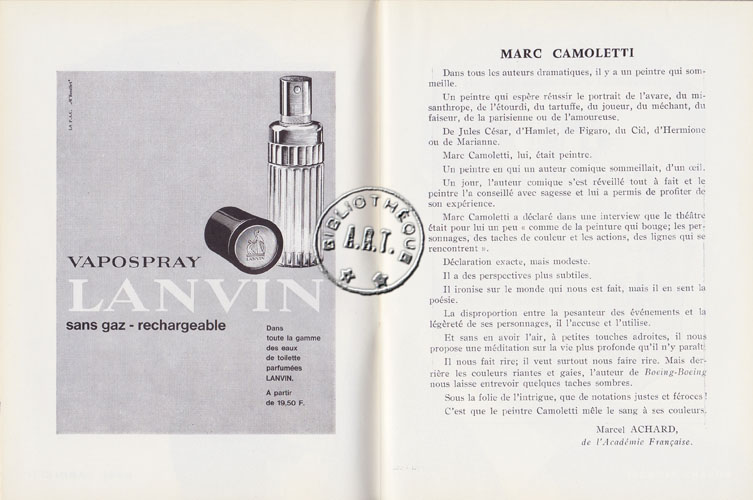 VAPOSPRAY
LANVIN
sans gaz - rechargeable
Dans
toute la gamme
des eaux
de toilette
parfumées
LANVIN.
A partir
de 19,50 F.
LANVIN
BIBLIOTHÈQUE
A.R.T.
MARC CAMOLETTI
Dans tous les auteurs dramatiques, il y a un peintre qui som-
meille.
Un peintre qui espère réussir le portrait de l'avare, du mi-
santhrope, de l'étourdi, du tartuffe, du joueur, du méchant, du
faiseur, de la parisienne ou de l'amoureuse.
De Jules César, d'Hamlet, de Figaro, du Cid, d'Hermione
ou de Marianne.
Marc Camoletti, lui, était peintre.
Un peintre en qui un auteur comique sommeillait, d'un œil.
Un jour, l'auteur comique s'est réveillé tout à fait et le
peintre l'a conseillé avec sagesse et lui a permis de profiter de
son expérience.
Marc Camoletti a déclaré dans une interview que le théâtre
était pour lui un peu « comme de la peinture qui bouge; les per-
sonnages, des taches de couleur et les actions, des lignes qui se
rencontrent ».
Déclaration exacte, mais modeste.
Il a des perspectives plus subtiles.
Il ironise sur le monde qui nous est fait, mais il en sent la
poésie.
La disproportion entre la pesanteur des événements et la
légèreté de ses personnages, il l'accuse et l'utilise.
Et sans en avoir l'air, à petites touches adroites, il nous
propose une méditation sur la vie plus profonde qu'il n'y paraît
Il nous fait rire; il veut surtout nous faire rire. Mais der-
rière les couleurs riantes et gaies, l'auteur de Boeing-Boeing
nous laisse entrevoir quelques taches sombres.
Sous la folie de l'intrigue, que de notations justes et féroces !
C'est que le peintre Camoletti mêle le sang à ses couleurs.
Marcel ACHARD,
de l'Académie Française.